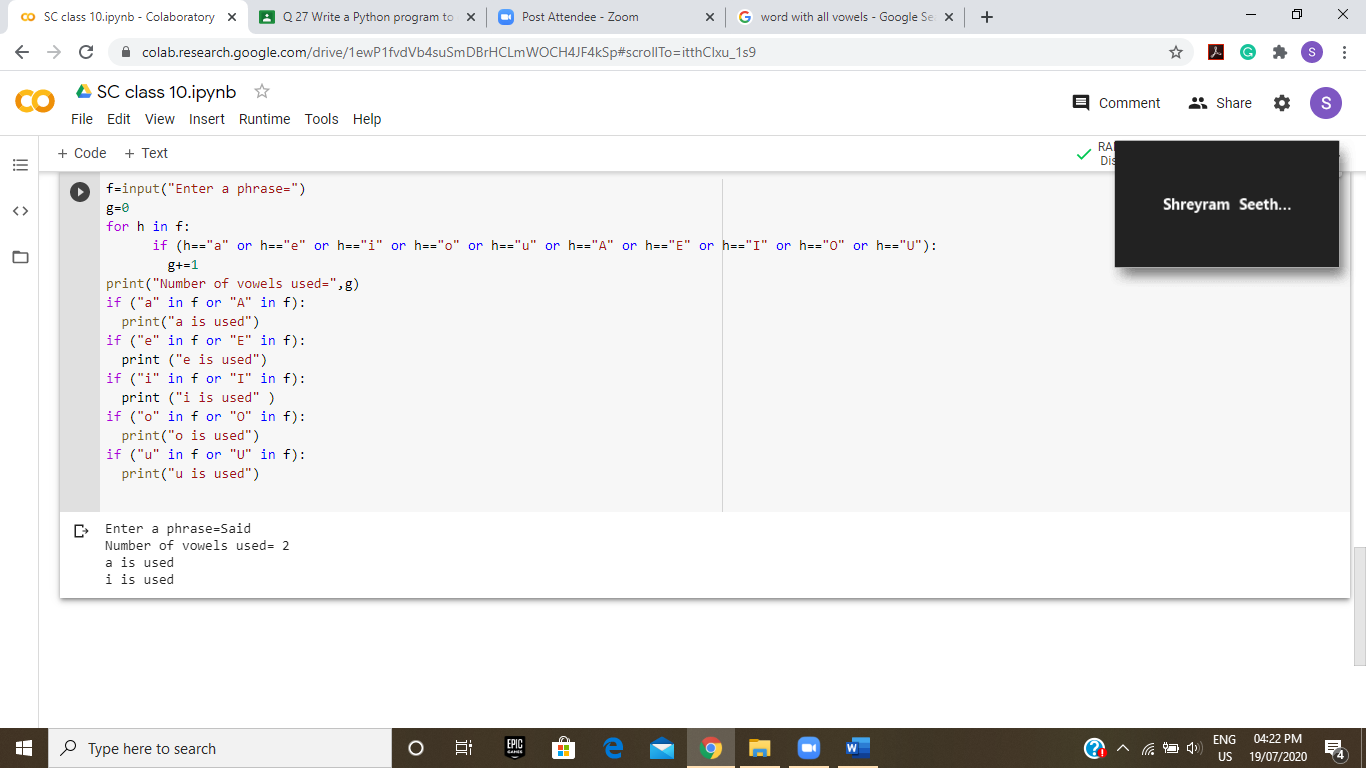 SC class 10.ipynb - Colaboratory
Q 27 Write a Python program to
Post Attendee - Zoom
word with all vowels - Google Se
colab.research.google.com/drive/1ewP1fvdVb4suSmDBrHCLmWOCH4JF4kSp#scrollTo=itthClxu_1s9
S
SC class 10.ipynb
Comment
Share
S
File Edit View Insert Runtime Tools Help
+ Code + Text
RA
Dis
Shreyram Seeth...
f=input("Enter a phrase=")
g=0
for h in f:
if (h=="a" or h=="e" or h=="i" or h=="o" or h=="u" or h=="A" or h=="E" or h=="I" or h=="O" or h=="U"):
g+=1
print("Number of vowels used=",g)
if ("a" in f or "A" in f):
print("a is used")
if ("e" in f or "E" in f):
print ("e is used")
if ("i" in f or "I" in f):
print ("i is used" )
if ("o" in f or "O" in f):
print("o is used")
if ("u" in f or "U" in f):
print("u is used")
Enter a phrase=Said
Number of vowels used= 2
a is used
i is used
Type here to search
EPIC
GAMES
ENG
US
04:22 PM
19/07/2020
4